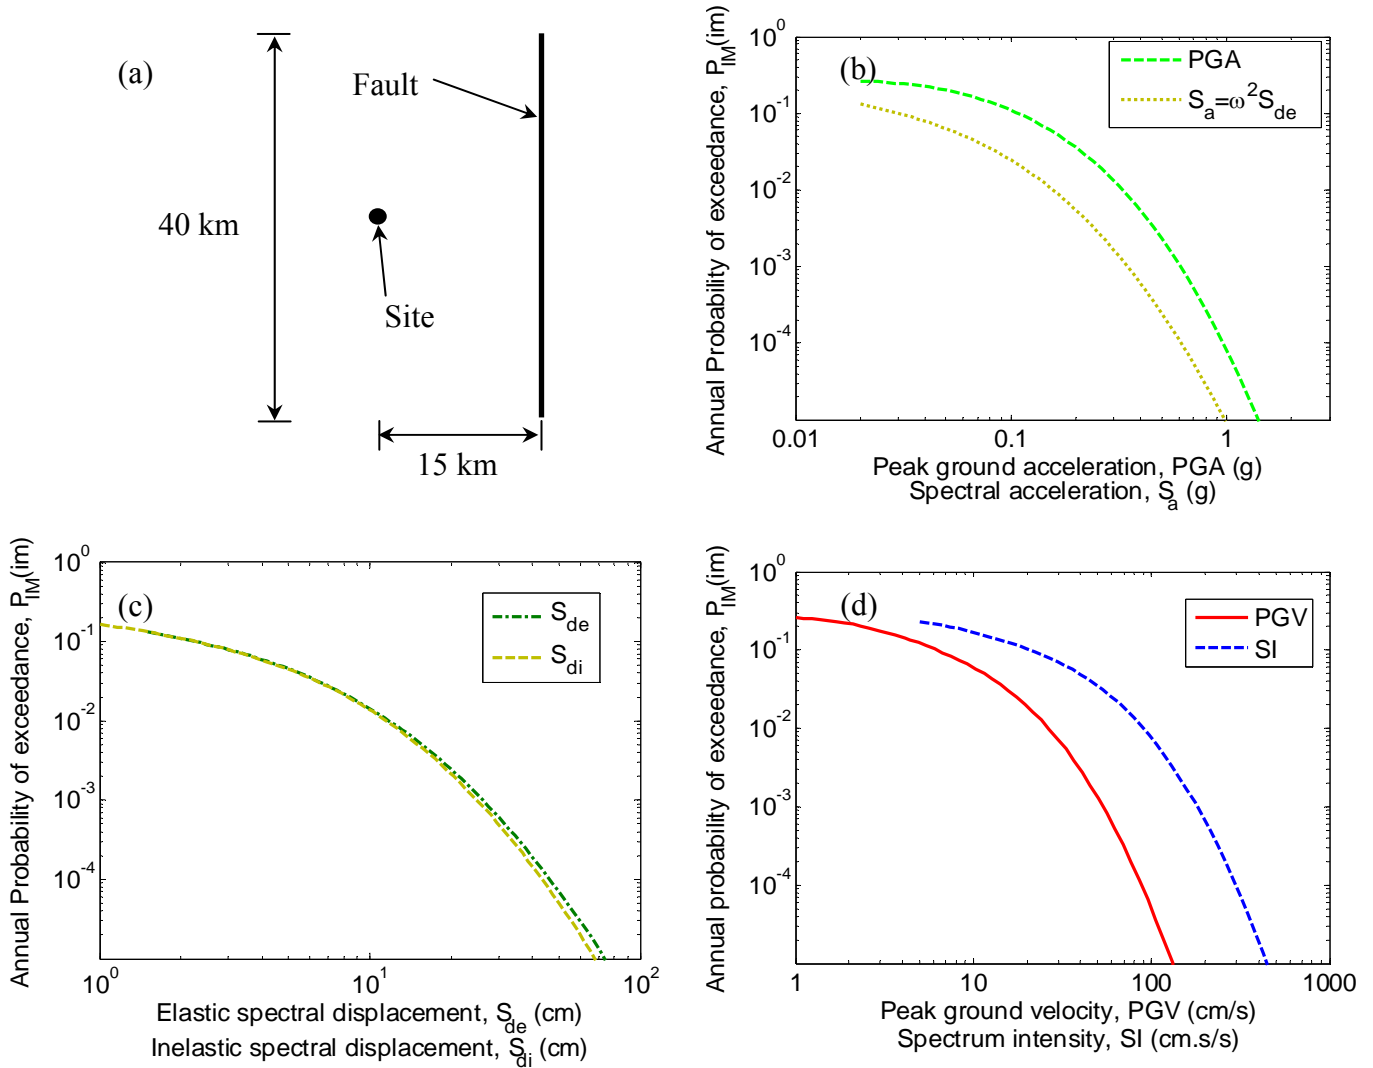 (a)
Fault
40 km
Site
15 km
(b)
Annual Probability of exceedance, P_IM(im)
10^0
10^-1
10^-2
10^-3
10^-4
PGA
S_a=ω^2S_de
0.01
0.1
1
Peak ground acceleration, PGA (g)
Spectral acceleration, S_a (g)
(c)
Annual Probability of exceedance, P_IM(im)
10^0
10^-1
10^-2
10^-3
10^-4
S_de
S_di
10^0
10^1
10^2
Elastic spectral displacement, S_de (cm)
Inelastic spectral displacement, S_di (cm)
(d)
Annual probability of exceedance, P_IM(im)
10^0
10^-1
10^-2
10^-3
10^-4
PGV
SI
1
10
100
1000
Peak ground velocity, PGV (cm/s)
Spectrum intensity, SI (cm.s/s)